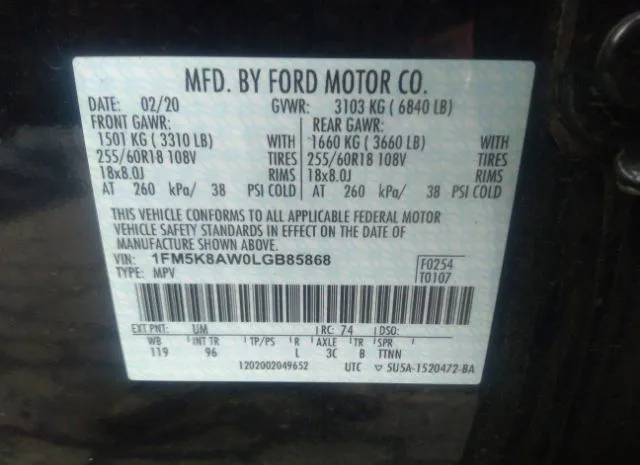 MFD. BY FORD MOTOR CO.
DATE: 02/20 GVWR: 3103 KG ( 6840 LB)
FRONT GAWR: REAR GAWR:
1501 KG ( 3310 LB) WITH 1660 KG ( 3660 LB) WITH
255/60R18 108V TIRES 255/60R18 108V TIRES
18x8.0J RIMS 18x8.0J RIMS
AT 260 kPa/ 38 PSI COLD AT 260 kPa/ 38 PSI COLD
THIS VEHICLE CONFORMS TO ALL APPLICABLE FEDERAL MOTOR
VEHICLE SAFETY STANDARDS IN EFFECT ON THE DATE OF
MANUFACTURE SHOWN ABOVE.
VEHICLE IDENT. NO.: 1FM5K8AW0LGB85868 F0254
TYPE: MPV T0107
EXT PNT: UM RC: 74 DSO:
WB INT TR TP/PS R AXLE TR SPR
119 96 L 3C B TTNN
1202002049652 UTC 5U5A-1520472-BA